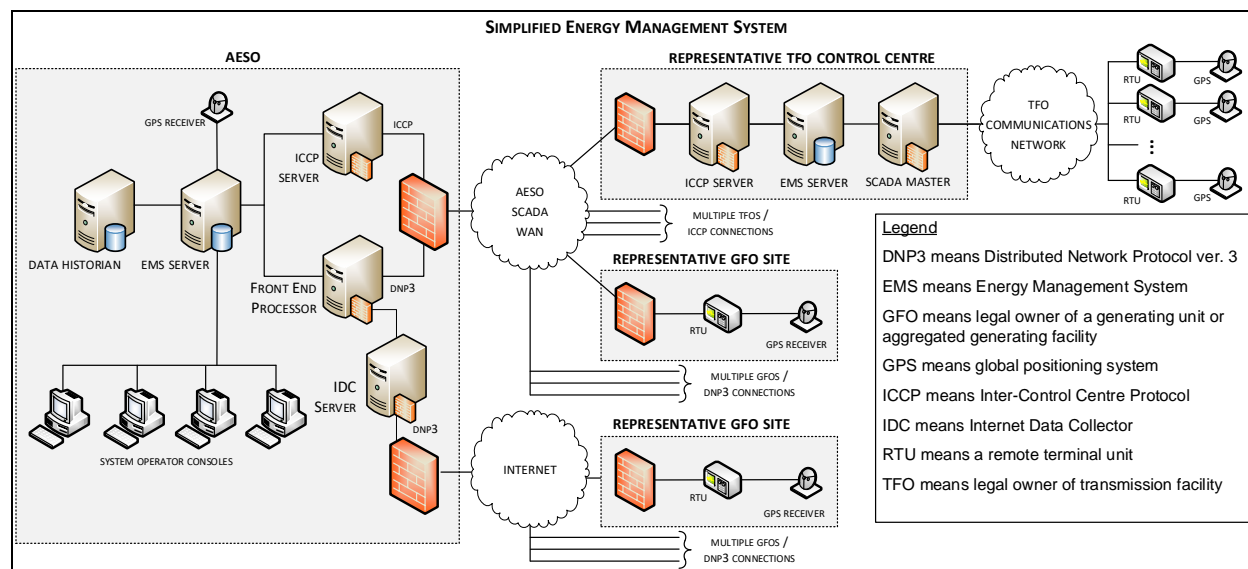 SIMPLIFIED ENERGY MANAGEMENT SYSTEM
AESO
GPS RECEIVER
ICCP
SERVER
ICCP
DATA HISTORIAN
EMS SERVER
FRONT END
PROCESSOR
DNP3
IDC
SERVER
DNP3
SYSTEM OPERATOR CONSOLES
AESO
SCADA
WAN
INTERNET
REPRESENTATIVE TFO CONTROL CENTRE
ICCP SERVER
EMS SERVER
SCADA MASTER
TFO
COMMUNICATIONS
NETWORK
RTU
GPS
RTU
GPS
⋮
RTU
GPS
MULTIPLE TFOS /
ICCP CONNECTIONS
REPRESENTATIVE GFO SITE
RTU
GPS RECEIVER
MULTIPLE GFOS /
DNP3 CONNECTIONS
REPRESENTATIVE GFO SITE
RTU
GPS RECEIVER
MULTIPLE GFOS /
DNP3 CONNECTIONS
Legend
DNP3 means Distributed Network Protocol ver. 3
EMS means Energy Management System
GFO means legal owner of a generating unit or
aggregated generating facility
GPS means global positioning system
ICCP means Inter-Control Centre Protocol
IDC means Internet Data Collector
RTU means a remote terminal unit
TFO means legal owner of transmission facility